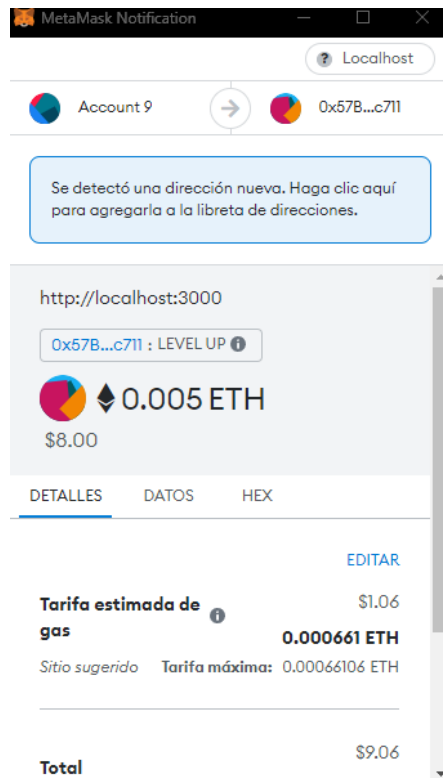 MetaMask Notification
? Localhost
Account 9
0x57B...c711
Se detectó una dirección nueva. Haga clic aquí
para agregarla a la libreta de direcciones.
http://localhost:3000
0x57B...c711 : LEVEL UP
0.005 ETH
$8.00
DETALLES DATOS HEX
EDITAR
Tarifa estimada de
gas
$1.06
0.000661 ETH
Sitio sugerido Tarifa máxima: 0.00066106 ETH
$9.06
Total